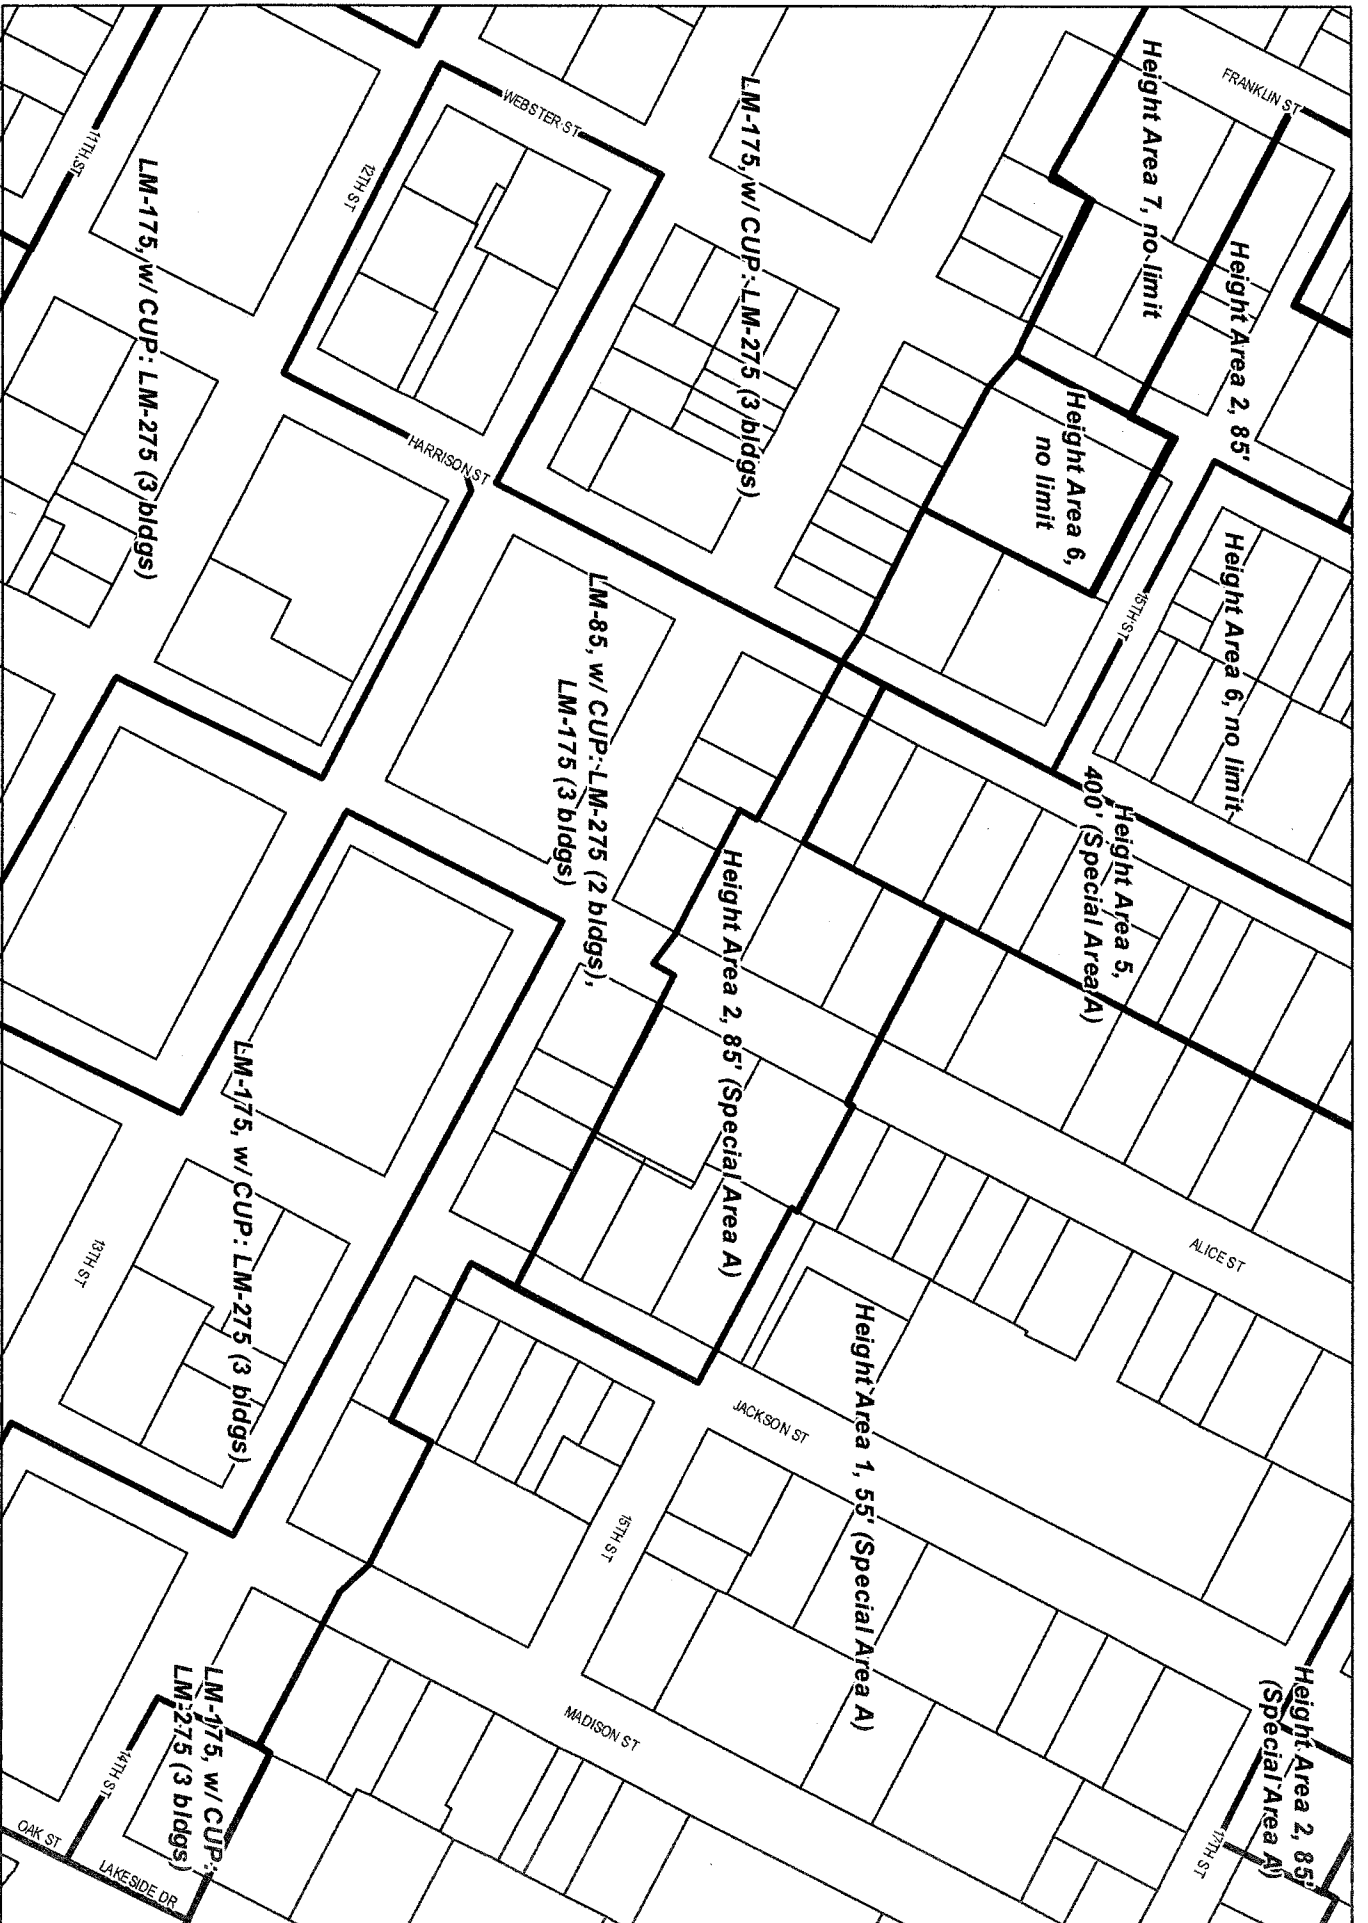 FRANKLIN ST
Height Area 7, no limit
Height Area 2, 85'
WEBSTER ST
LM-175, w/ CUP: LM-275 (3 bldgs)
11TH ST
12TH ST
LM-175, w/ CUP: LM-275 (3 bldgs)
HARRISON ST
Height Area 6,
no limit
15TH ST
Height Area 6, no limit
LM-85, w/ CUP: LM-275 (2 bldgs),
LM-175 (3 bldgs)
Height Area 5,
400' (Special Area A)
Height Area 2, 85' (Special Area A)
ALICE ST
LM-175, w/ CUP: LM-275 (3 bldgs)
13TH ST
Height Area 1, 55' (Special Area A)
JACKSON ST
15TH ST
MADISON ST
Height Area 2, 85'
(Special Area A)
17TH ST
LM-175, w/ CUP:
LM-275 (3 bldgs)
14TH ST
OAK ST
LAKESIDE DR